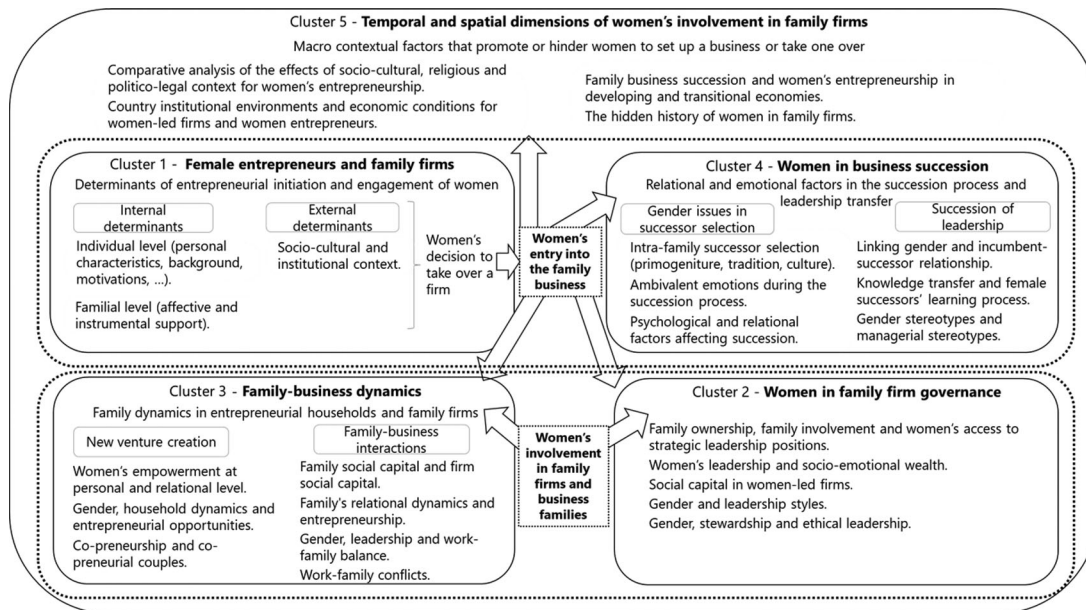 Cluster 5 - Temporal and spatial dimensions of women's involvement in family firms
Macro contextual factors that promote or hinder women to set up a business or take one over
Comparative analysis of the effects of socio-cultural, religious and
politico-legal context for women's entrepreneurship.
Country institutional environments and economic conditions for
women-led firms and women entrepreneurs.
Family business succession and women's entrepreneurship in
developing and transitional economies.
The hidden history of women in family firms.
Cluster 1 - Female entrepreneurs and family firms
Determinants of entrepreneurial initiation and engagement of women
Internal
determinants
Individual level (personal
characteristics, background,
motivations, ...).
Familial level (affective and
instrumental support).
External
determinants
Socio-cultural and
institutional context.
Women's
decision to
take over a
firm
Women's
entry into
the family
business
Cluster 4 - Women in business succession
Relational and emotional factors in the succession process and
leadership transfer
Gender issues in
successor selection
Intra-family successor selection
(primogeniture, tradition, culture).
Ambivalent emotions during the
succession process.
Psychological and relational
factors affecting succession.
Succession of
leadership
Linking gender and incumbent-
successor relationship.
Knowledge transfer and female
successors' learning process.
Gender stereotypes and
managerial stereotypes.
Cluster 3 - Family-business dynamics
Family dynamics in entrepreneurial households and family firms
New venture creation
Women's empowerment at
personal and relational level.
Gender, household dynamics and
entrepreneurial opportunities.
Co-preneurship and co-
preneurial couples.
Family-business
interactions
Family social capital and firm
social capital.
Family's relational dynamics and
entrepreneurship.
Gender, leadership and work-
family balance.
Work-family conflicts.
Women's
involvement
in family
firms and
business
families
Cluster 2 - Women in family firm governance
Family ownership, family involvement and women's access to
strategic leadership positions.
Women's leadership and socio-emotional wealth.
Social capital in women-led firms.
Gender and leadership styles.
Gender, stewardship and ethical leadership.